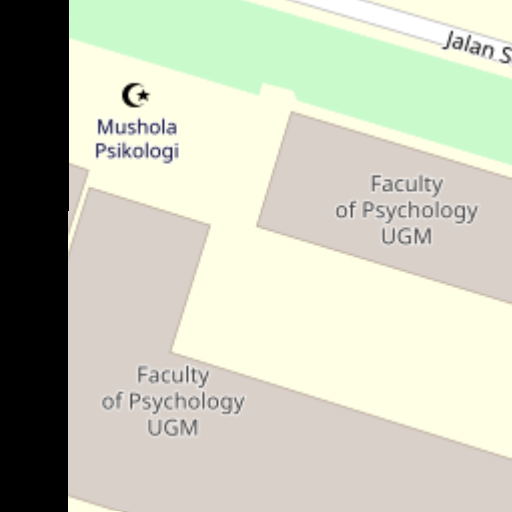 Jalan S
Mushola
Psikologi
Faculty
of Psychology
UGM
Faculty
of Psychology
UGM